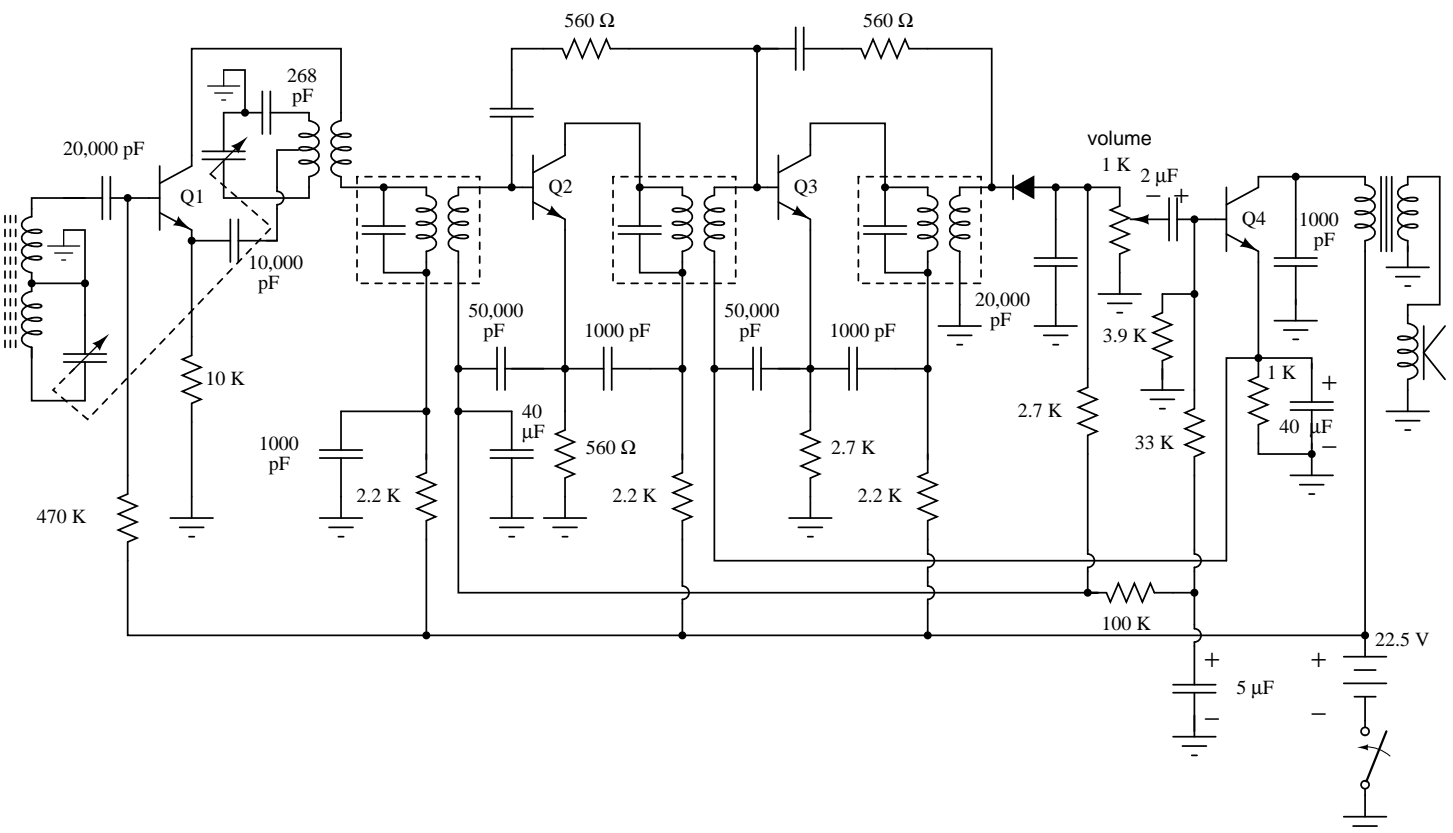 560 Ω
560 Ω
268
pF
20,000 pF
volume
1 K
2 µF
− +
Q1
Q2
Q3
Q4
1000
pF
10,000
pF
50,000
pF
1000 pF
50,000
pF
1000 pF
20,000
pF
3.9 K
10 K
1 K
+
40 µF
−
2.7 K
33 K
40
µF
1000
pF
560 Ω
2.7 K
2.2 K
2.2 K
2.2 K
470 K
100 K
22.5 V
+
5 µF
−
+
−